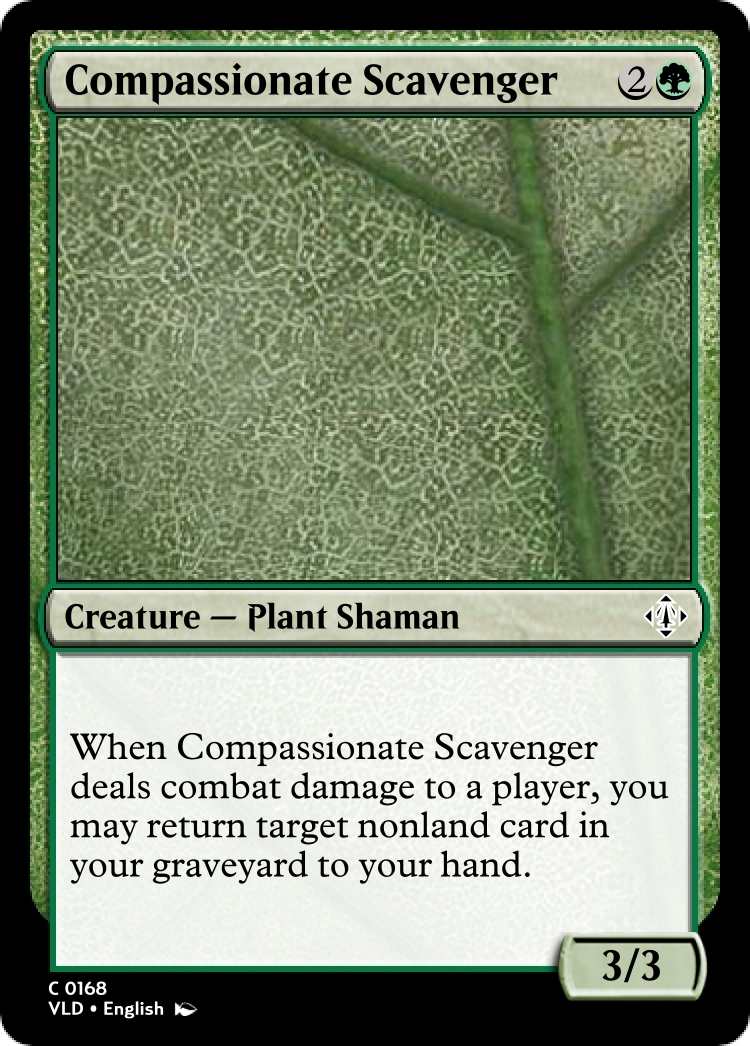 Compassionate Scavenger 2
Creature — Plant Shaman
When Compassionate Scavenger
deals combat damage to a player, you
may return target nonland card in
your graveyard to your hand.
3/3
C 0168
VLD • English